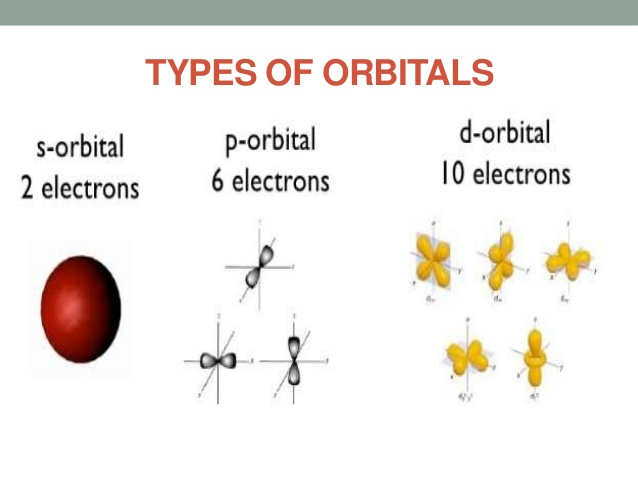 TYPES OF ORBITALS
s-orbital
2 electrons
p-orbital
6 electrons
d-orbital
10 electrons